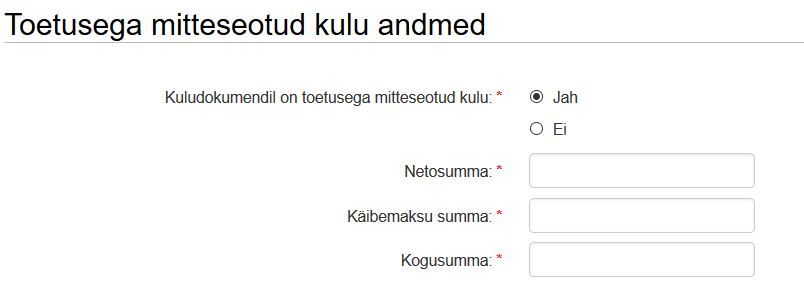 Toetusega mitteseotud kulu andmed
Kuludokumendil on toetusega mitteseotud kulu: * Jah
Ei
Netosumma: *
Käibemaksu summa: *
Kogusumma: *